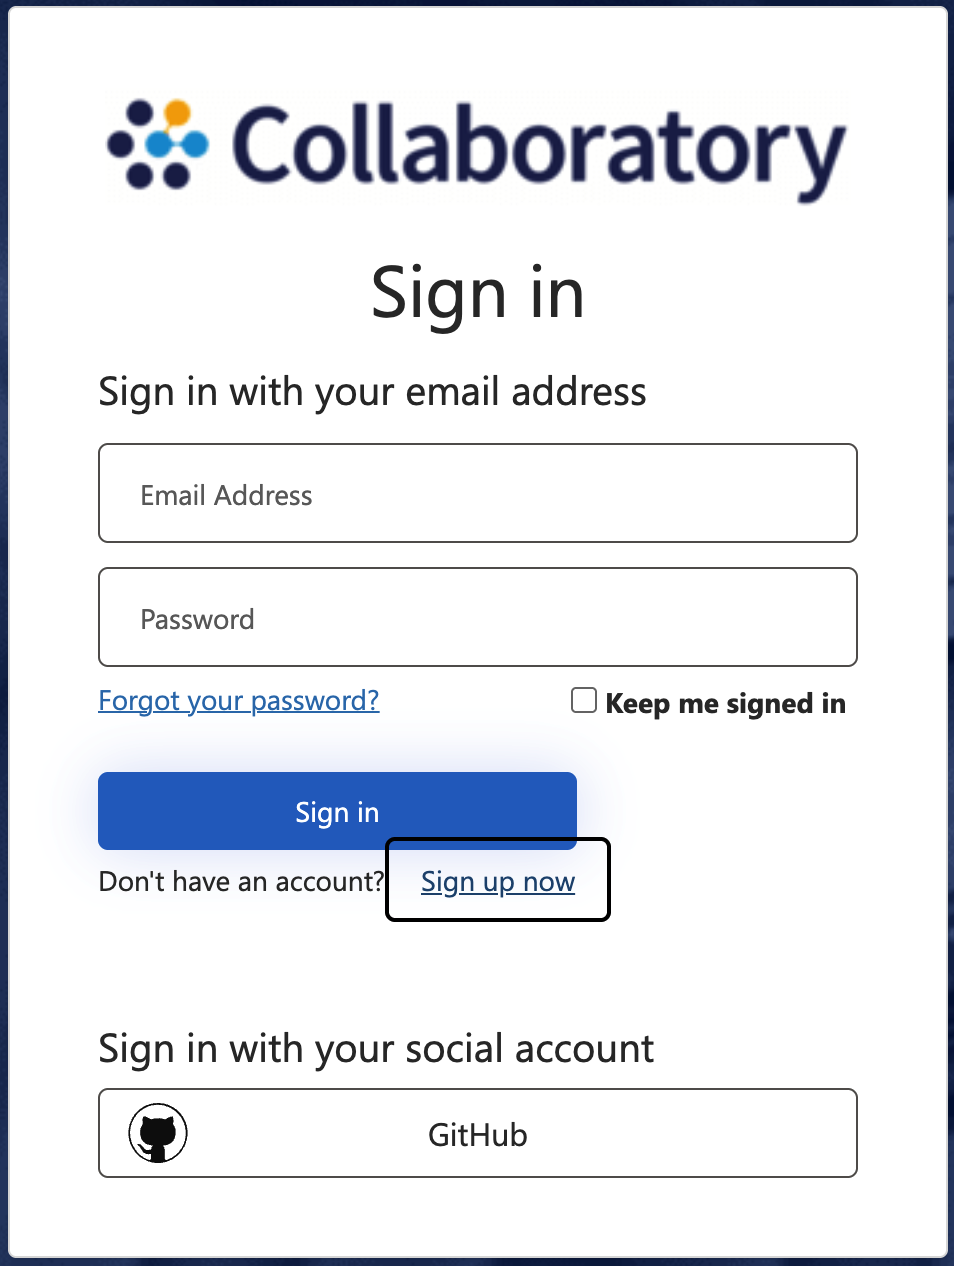 Collaboratory
Sign in
Sign in with your email address
Email Address
Password
Forgot your password? Keep me signed in
Sign in
Don't have an account? Sign up now
Sign in with your social account
GitHub